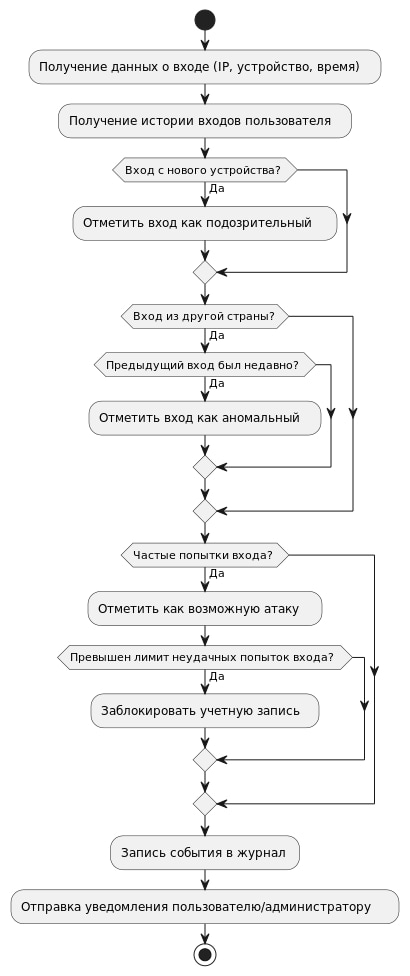 Получение данных о входе (IP, устройство, время)
Получение истории входов пользователя
Вход с нового устройства?
Да
Отметить вход как подозрительный
Вход из другой страны?
Да
Предыдущий вход был недавно?
Да
Отметить вход как аномальный
Частые попытки входа?
Да
Отметить как возможную атаку
Превышен лимит неудачных попыток входа?
Да
Заблокировать учетную запись
Запись события в журнал
Отправка уведомления пользователю/администратору